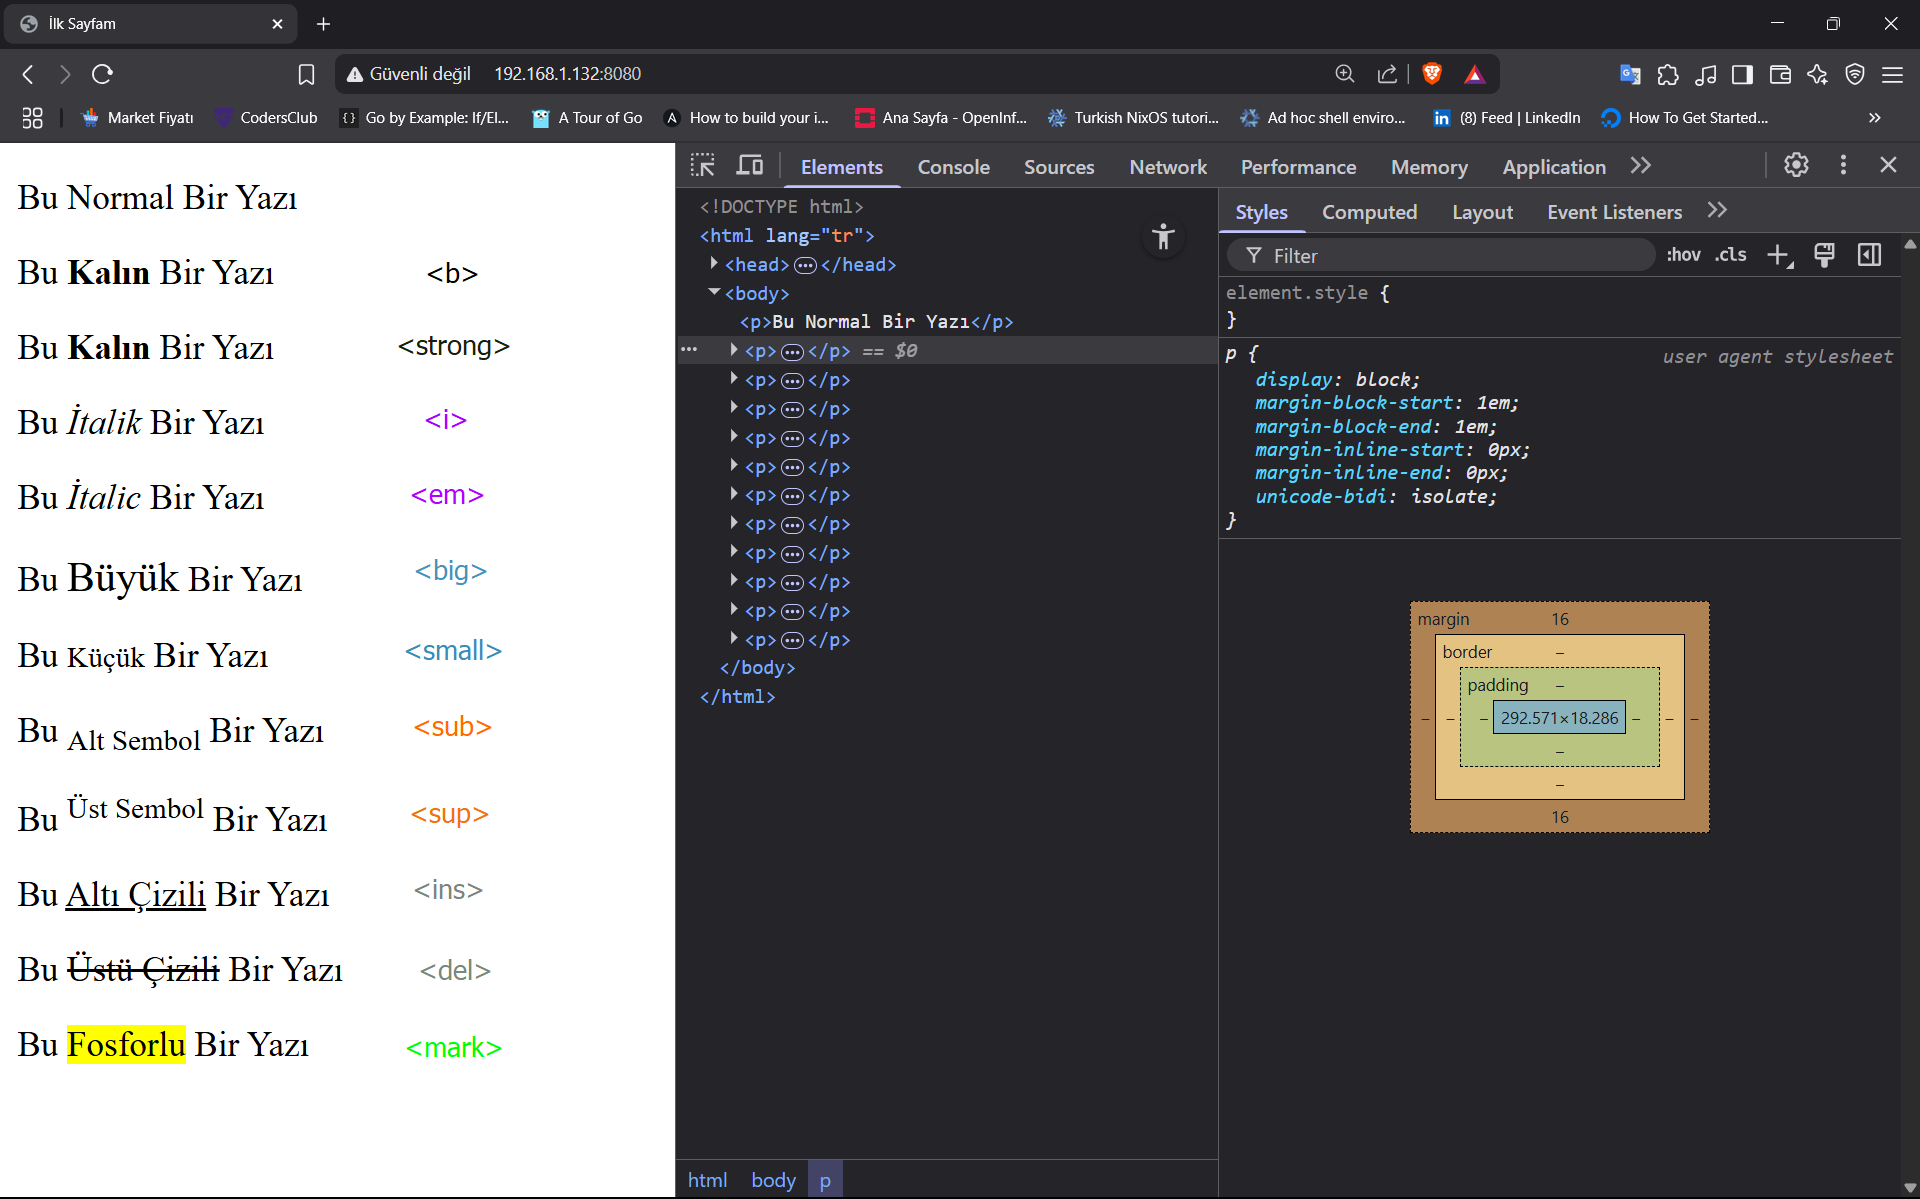 İlk Sayfam
Güvenli değil 192.168.1.132:8080
Market Fiyatı CodersClub Go by Example: If/El... A Tour of Go How to build your i... Ana Sayfa - OpenInf... Turkish NixOS tutori... Ad hoc shell enviro... (8) Feed | LinkedIn How To Get Started...
Bu Normal Bir Yazı
Bu Kalın Bir Yazı <b>
Bu Kalın Bir Yazı <strong>
Bu İtalik Bir Yazı <i>
Bu İtalic Bir Yazı <em>
Bu Büyük Bir Yazı <big>
Bu Küçük Bir Yazı <small>
Bu Alt Sembol Bir Yazı <sub>
Bu Üst Sembol Bir Yazı <sup>
Bu Altı Çizili Bir Yazı <ins>
Bu Üstü Çizili Bir Yazı <del>
Bu Fosforlu Bir Yazı <mark>
Elements Console Sources Network Performance Memory Application
<!DOCTYPE html>
<html lang="tr">
<head>…</head>
<body>
<p>Bu Normal Bir Yazı</p>
<p>…</p> == $0
<p>…</p>
<p>…</p>
<p>…</p>
<p>…</p>
<p>…</p>
<p>…</p>
<p>…</p>
<p>…</p>
<p>…</p>
<p>…</p>
</body>
</html>
html body p
Styles Computed Layout Event Listeners
Filter :hov .cls
element.style {
}
p { user agent stylesheet
display: block;
margin-block-start: 1em;
margin-block-end: 1em;
margin-inline-start: 0px;
margin-inline-end: 0px;
unicode-bidi: isolate;
}
margin 16
border –
padding –
– – – 292.571×18.286 – – –
–
–
16